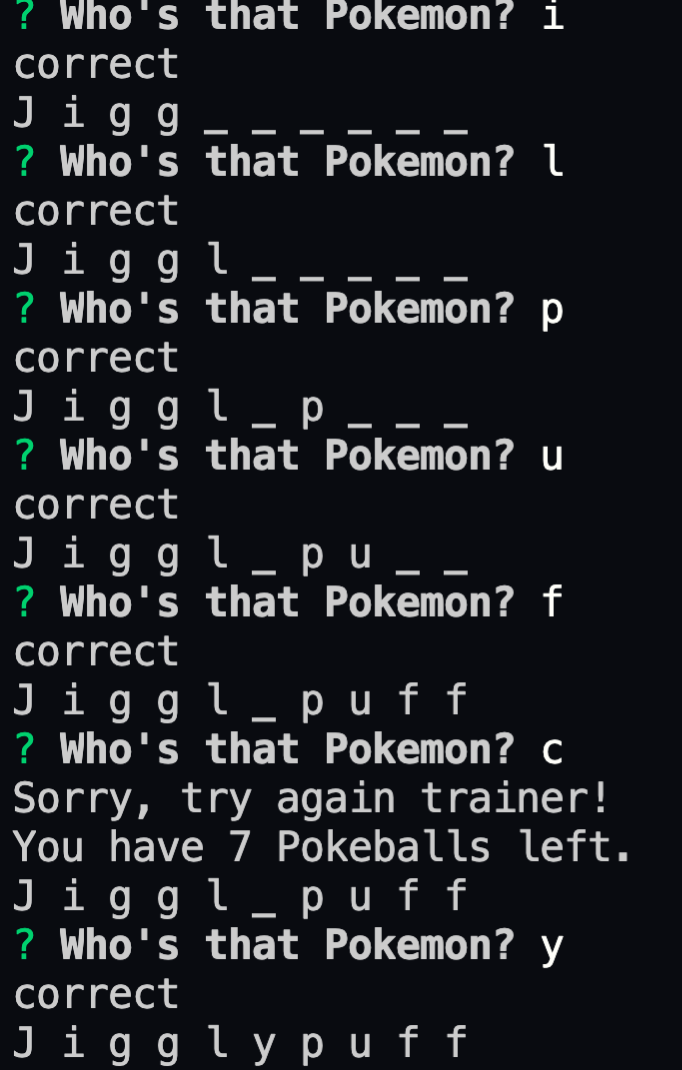 ? Who's that Pokemon? i
correct
J i g g _ _ _ _ _ _
? Who's that Pokemon? l
correct
J i g g l _ _ _ _ _
? Who's that Pokemon? p
correct
J i g g l _ p _ _ _
? Who's that Pokemon? u
correct
J i g g l _ p u _ _
? Who's that Pokemon? f
correct
J i g g l _ p u f f
? Who's that Pokemon? c
Sorry, try again trainer!
You have 7 Pokeballs left.
J i g g l _ p u f f
? Who's that Pokemon? y
correct
J i g g l y p u f f